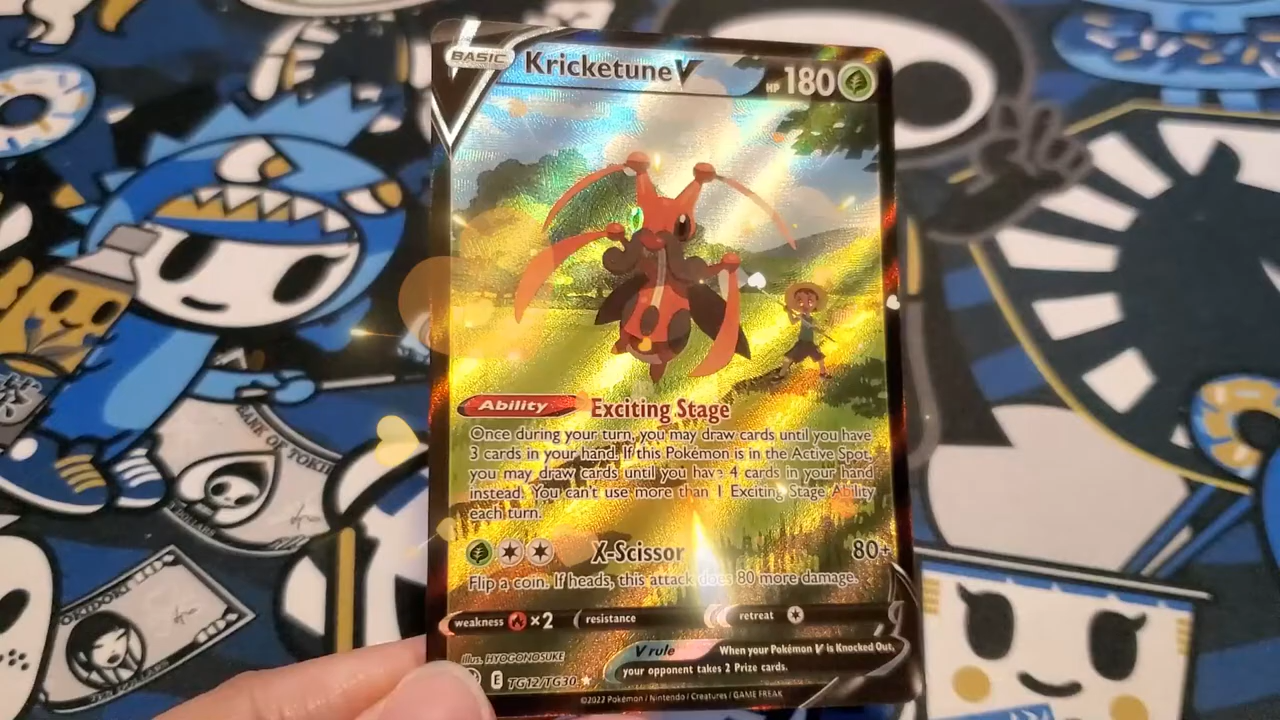 BASIC Kricketune V HP 180
Ability Exciting Stage
Once during your turn, you may draw cards until you have
3 cards in your hand. If this Pokémon is in the Active Spot,
you may draw cards until you have 4 cards in your hand
instead. You can't use more than 1 Exciting Stage Ability
each turn.
X-Scissor 80+
Flip a coin. If heads, this attack does 80 more damage.
weakness ×2 resistance retreat
V rule When your Pokémon V is Knocked Out,
your opponent takes 2 Prize cards.
Illus. HYOGONOSUKE
E TG12/TG30
©2022 Pokémon / Nintendo / Creatures / GAME FREAK
BANK OF TOKI